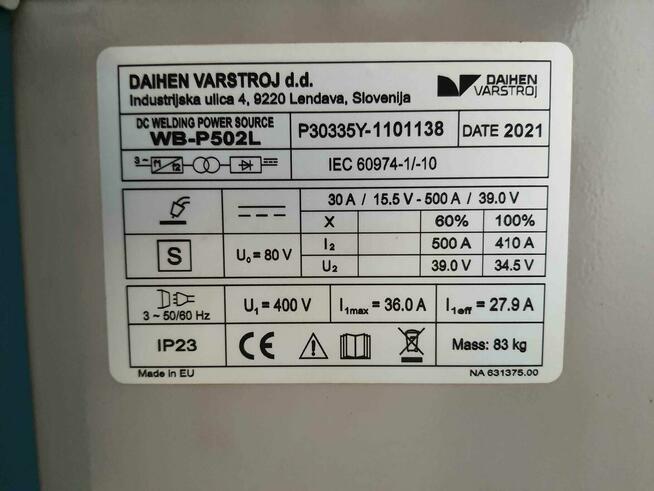 DAIHEN VARSTROJ d.d.
Industrijska ulica 4, 9220 Lendava, Slovenija
DAIHEN
VARSTROJ
DC WELDING POWER SOURCE
WB-P502L
P30335Y-1101138
DATE 2021
3~ f1 f2
IEC 60974-1/-10
30 A / 15.5 V - 500 A / 39.0 V
X 60% 100%
S
U₀ = 80 V
I₂ 500 A 410 A
U₂ 39.0 V 34.5 V
3 ~ 50/60 Hz
U₁ = 400 V
I₁max = 36.0 A
I₁eff = 27.9 A
IP23
CE
Mass: 83 kg
Made in EU
NA 631375.00